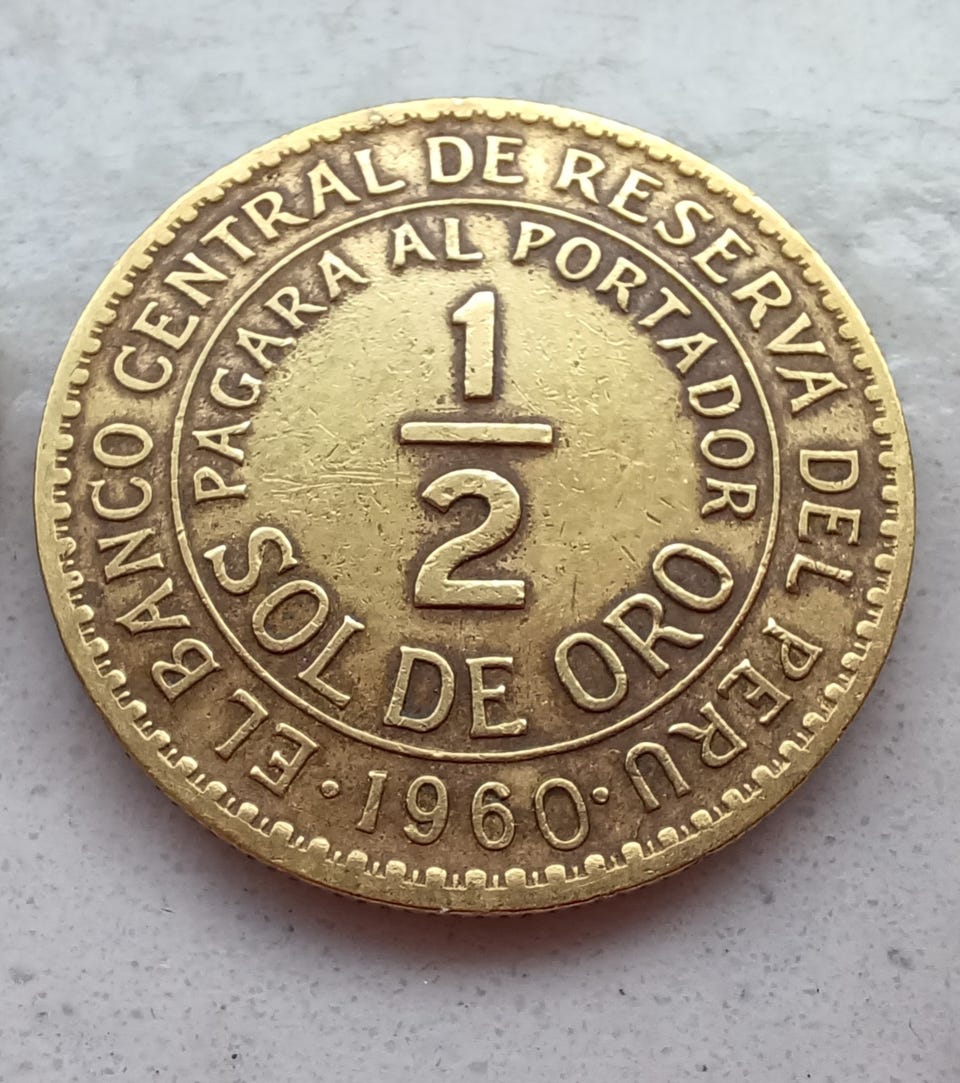 · EL BANCO CENTRAL DE RESERVA DEL PERU ·
PAGARA AL PORTADOR
1
2
SOL DE ORO
1960